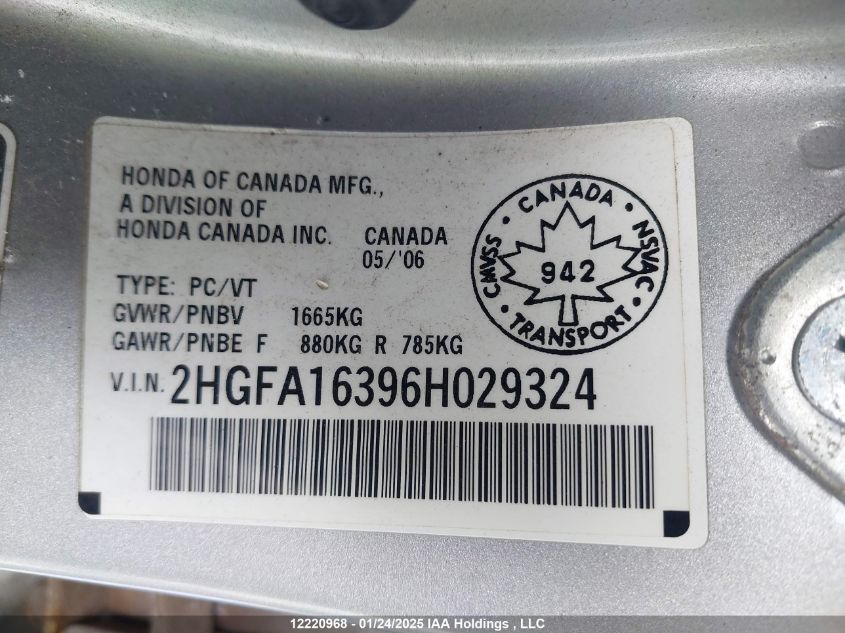 HONDA OF CANADA MFG.,
A DIVISION OF
HONDA CANADA INC. CANADA
05/'06
TYPE: PC/VT
GVWR/PNBV 1665KG
GAWR/PNBE F 880KG R 785KG
V.I.N. 2HGFA16396H029324
CMVSS • CANADA • NSVAC • TRANSPORT •
942
12220968 - 01/24/2025 IAA Holdings , LLC